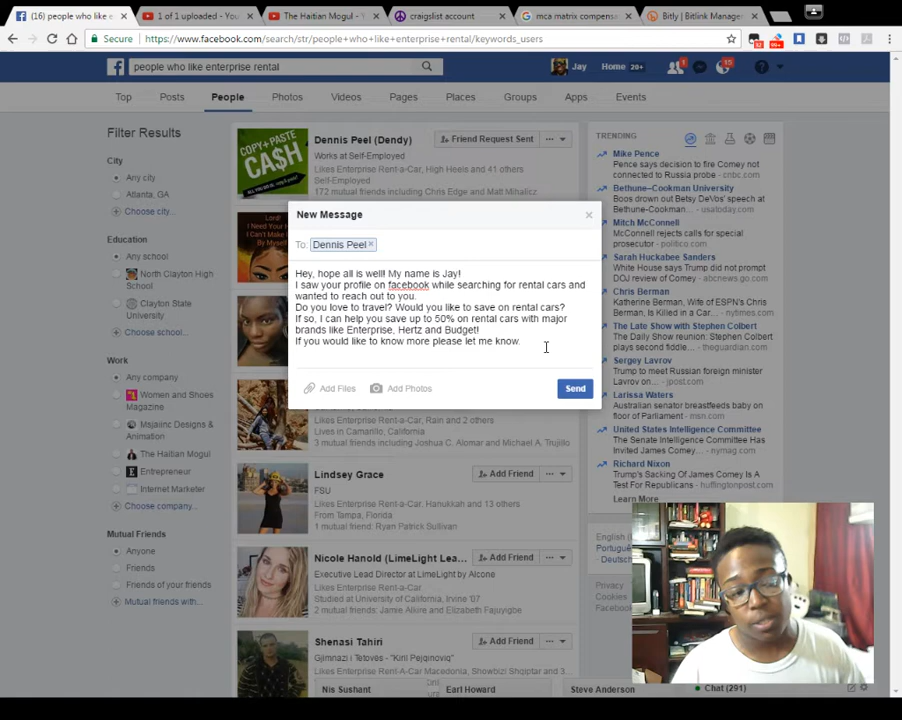 (16) people who like e
1 of 1 uploaded - You
The Haitian Mogul - Y
craigslist account
mca matrix compensa
Bitly | Bitlink Manage
Secure
https://www.facebook.com/search/str/people+who+like+enterprise+rental/keywords_users
people who like enterprise rental
Jay
Home 20+
Top
Posts
People
Photos
Videos
Pages
Places
Groups
Apps
Events
Filter Results
City
Any city
Atlanta, GA
Choose city...
Education
Any school
North Clayton High School
Clayton State University
Choose school...
Work
Any company
Women and Shoes Magazine
Majainc Designs & Animation
The Haitian Mogul
Entrepreneur
Internet Marketer
Choose company...
Mutual Friends
Anyone
Friends
Friends of your friends
Mutual friends with...
COPY+PASTE
CA$H
Dennis Peel (Dendy)
Friend Request Sent
Works at Self-Employed
Likes Enterprise Rent-a-Car, High Heels and 41 others
Self-Employed
172 mutual friends including Chris Edge and Matt Mihalicz
New Message
To: Dennis Peel
Hey, hope all is well! My name is Jay!
I saw your profile on facebook while searching for rental cars and
wanted to reach out to you.
Do you love to travel? Would you like to save on rental cars?
If so, I can help you save up to 50% on rental cars with major
brands like Enterprise, Hertz and Budget!
If you would like to know more please let me know.
Add Files
Add Photos
Send
Likes Enterprise Rent-a-Car, Rain and 2 others
Lives in Camarillo, California
3 mutual friends including Joshua C. Alomar and Michael A. Trujillo
Lindsey Grace
Add Friend
FSU
Likes Enterprise Rent-a-Car, Hanukkah and 13 others
From Tampa, Florida
1 mutual friend: Ryan Patrick Sullivan
Nicole Hanold (LimeLight Lea...
Add Friend
Executive Lead Director at LimeLight by Alcone
Likes Enterprise Rent-a-Car
Studied at University of California, Irvine '07
2 mutual friends: Jamie Alkire and Elizabeth Fajuyigbe
Shenasi Tahiri
Add Friend
Gjimnazi i Tetovës - "Kiril Pejqinoviq"
Likes Enterprise Rent-A-Car Macedonia, Showbizi Shqiptar and 3
Nis Sushant
Earl Howard
Steve Anderson
Chat (291)
TRENDING
Mike Pence
Pence says decision to fire Comey not connected to Russia probe - cnbc.com
Bethune–Cookman University
Boos drown out Betsy DeVos' speech at Bethune-Cookman - usatoday.com
Mitch McConnell
McConnell rejects calls for special prosecutor - politico.com
Sarah Huckabee Sanders
White House says Trump did not prompt DOJ review of Comey - abcnews.go.com
Chris Berman
Katherine Berman, Wife of ESPN's Chris Berman, Is Killed in a Car - nytimes.com
The Late Show with Stephen Colbert
The Daily Show reunion: Stephen Colbert plays second fiddle... - theguardian.com
Sergey Lavrov
Trump to meet Russian foreign minister Lavrov - jpost.com
Larissa Waters
Australian senator breastfeeds baby on floor of Parliament - msn.com
United States Intelligence Committee
The Senate Intelligence Committee Has Invited James Comey... - nymag.com
Richard Nixon
Trump's Sacking Of James Comey Is A Test For Republicans - huffingtonpost.com
Learn More
English (
Portuguê
Deutsch
Privacy
Cookies
Facebook